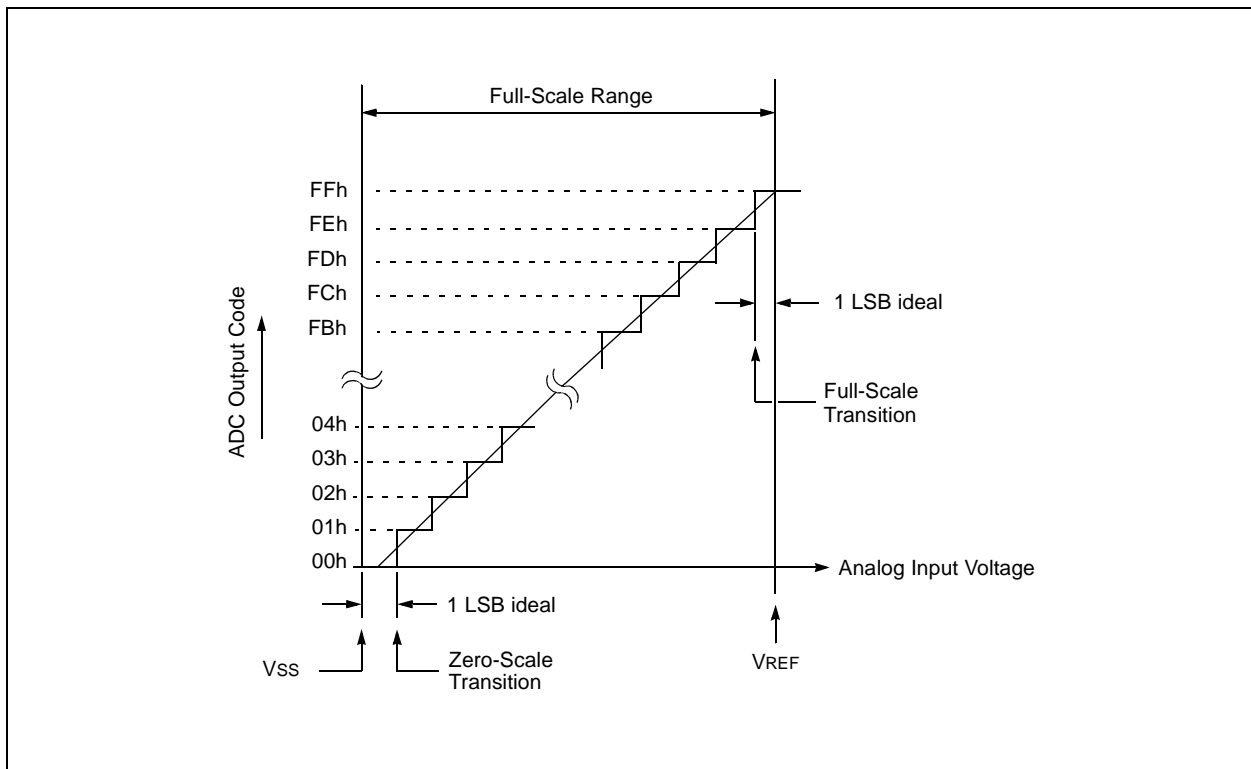 Full-Scale Range
FFh
FEh
FDh
FCh
FBh
1 LSB ideal
ADC Output Code
Full-Scale
Transition
04h
03h
02h
01h
00h
Analog Input Voltage
1 LSB ideal
VSS
Zero-Scale
Transition
VREF